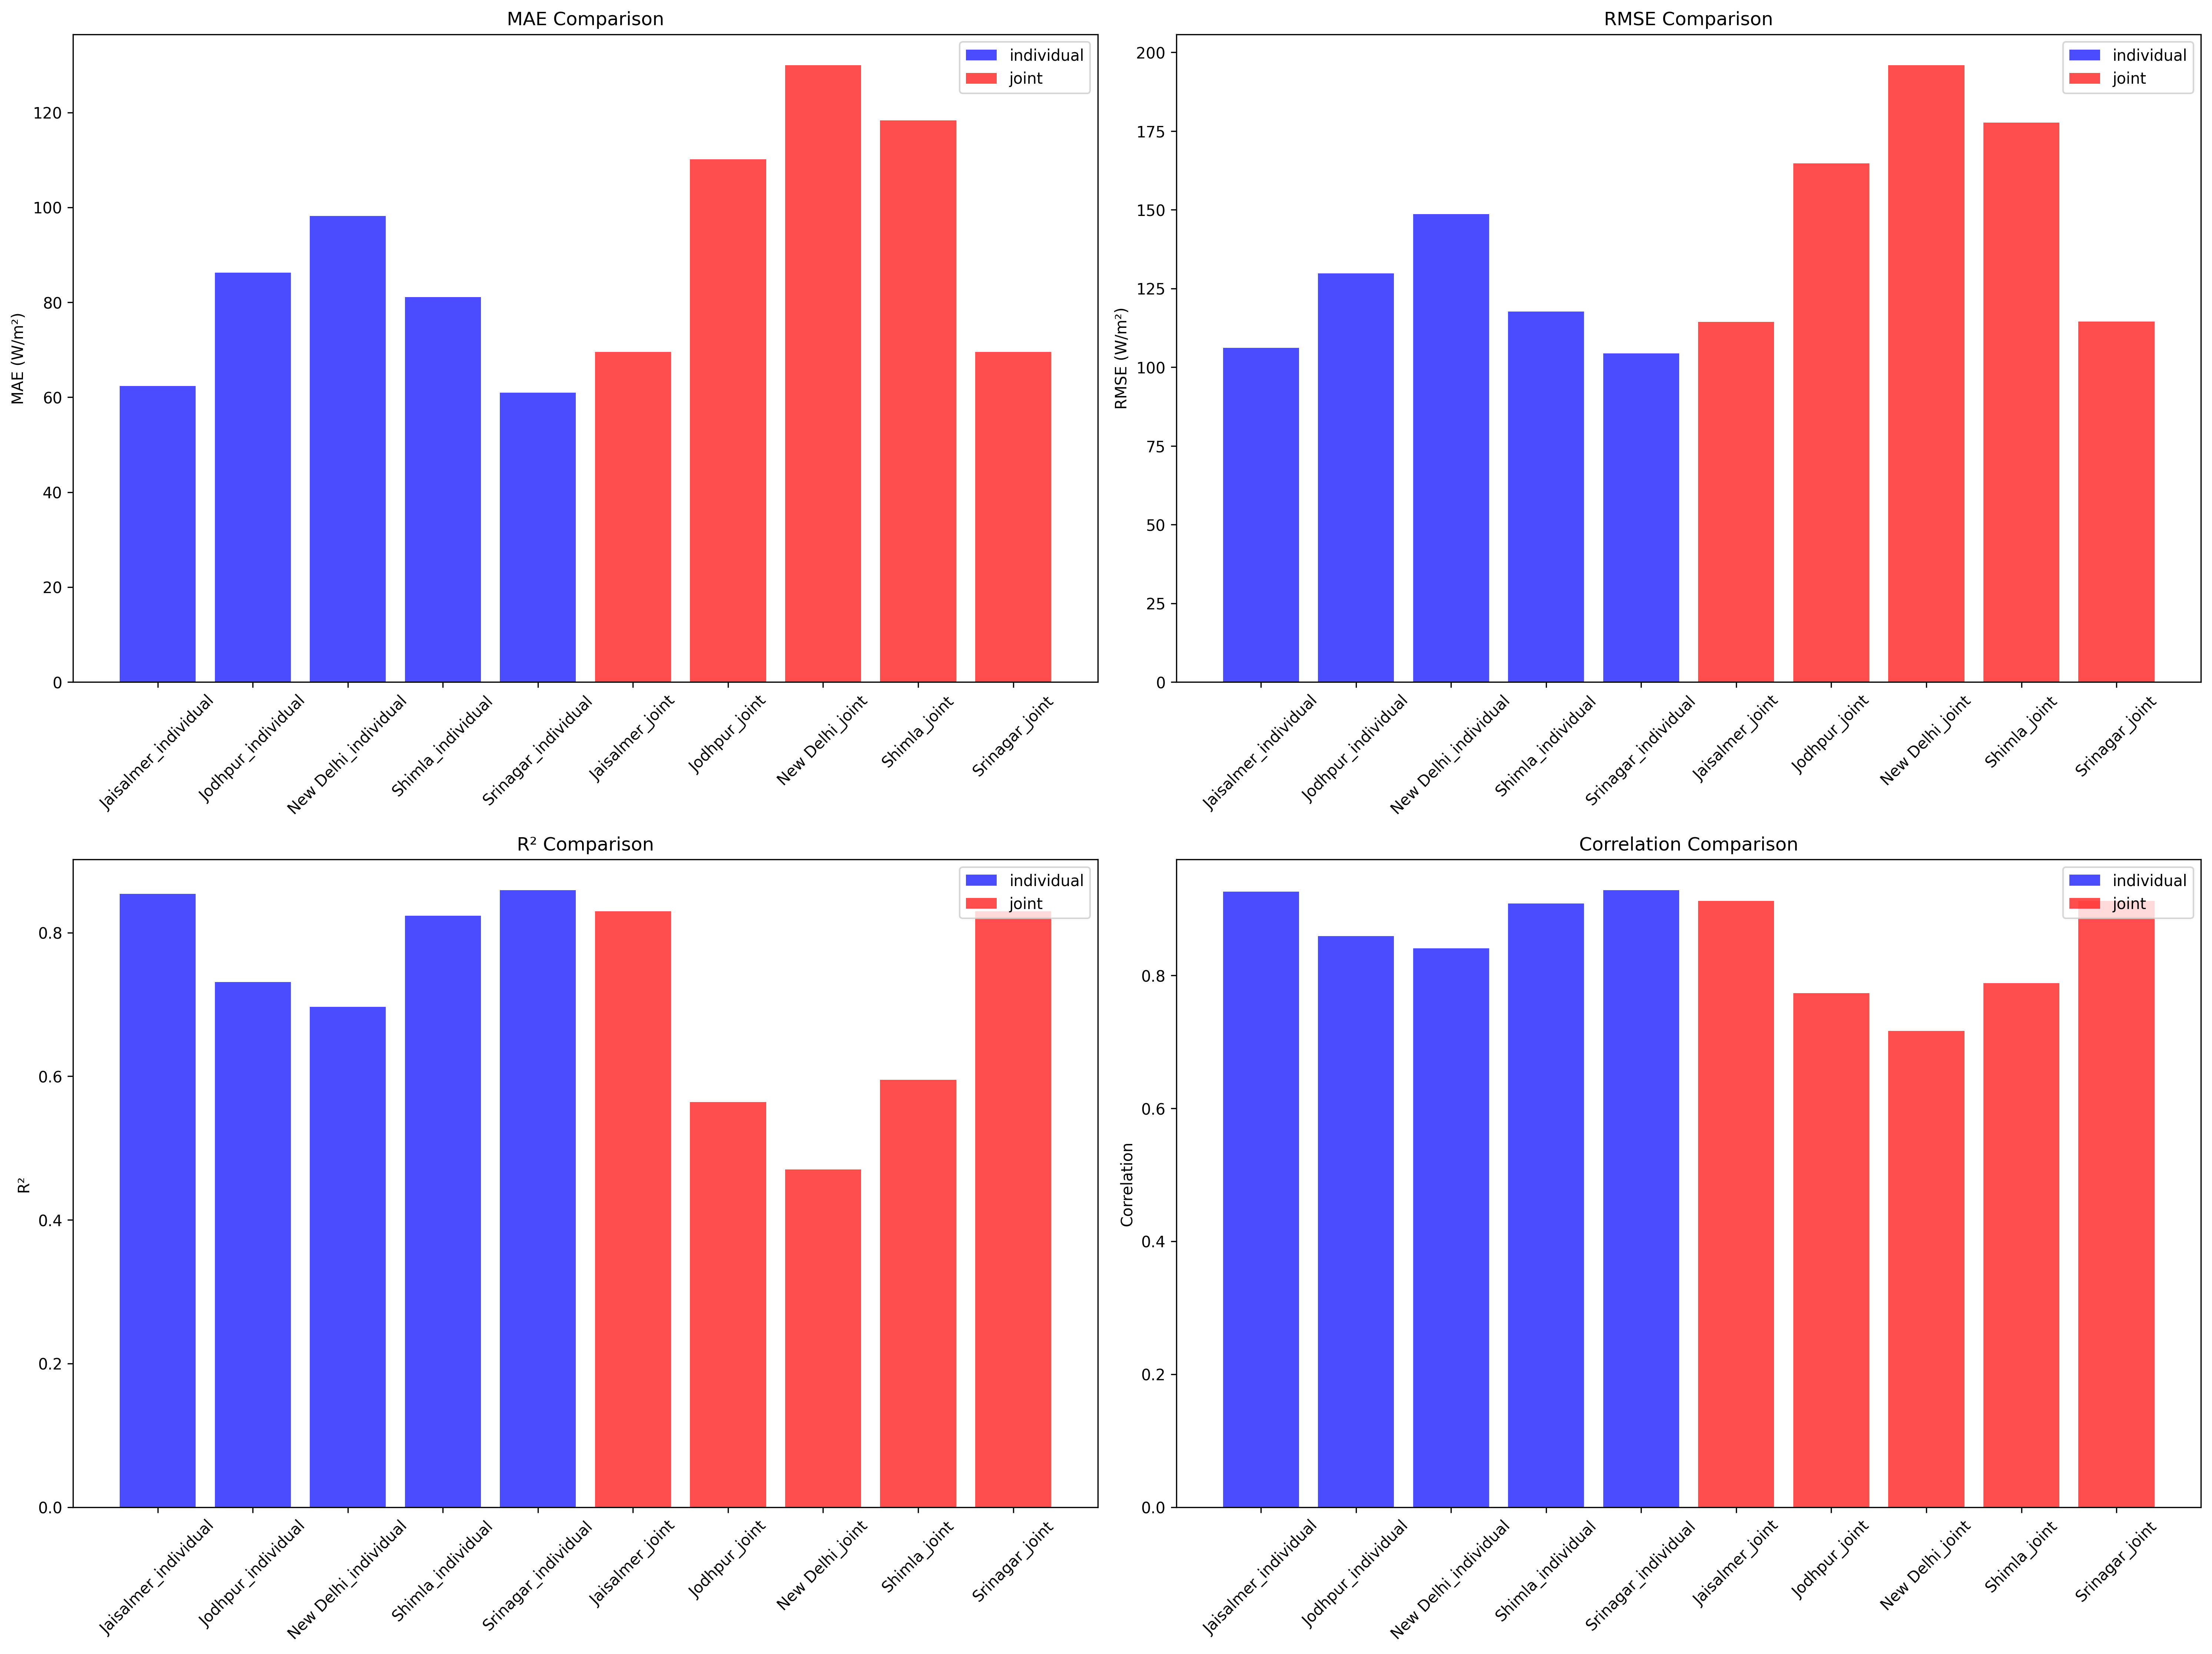 MAE Comparison
individual
joint
MAE (W/m²)
120
100
80
60
40
20
0
Jaisalmer_individual
Jodhpur_individual
New Delhi_individual
Shimla_individual
Srinagar_individual
Jaisalmer_joint
Jodhpur_joint
New Delhi_joint
Shimla_joint
Srinagar_joint
RMSE Comparison
individual
joint
RMSE (W/m²)
200
175
150
125
100
75
50
25
0
Jaisalmer_individual
Jodhpur_individual
New Delhi_individual
Shimla_individual
Srinagar_individual
Jaisalmer_joint
Jodhpur_joint
New Delhi_joint
Shimla_joint
Srinagar_joint
R² Comparison
individual
joint
R²
0.8
0.6
0.4
0.2
0.0
Jaisalmer_individual
Jodhpur_individual
New Delhi_individual
Shimla_individual
Srinagar_individual
Jaisalmer_joint
Jodhpur_joint
New Delhi_joint
Shimla_joint
Srinagar_joint
Correlation Comparison
individual
joint
Correlation
0.8
0.6
0.4
0.2
0.0
Jaisalmer_individual
Jodhpur_individual
New Delhi_individual
Shimla_individual
Srinagar_individual
Jaisalmer_joint
Jodhpur_joint
New Delhi_joint
Shimla_joint
Srinagar_joint